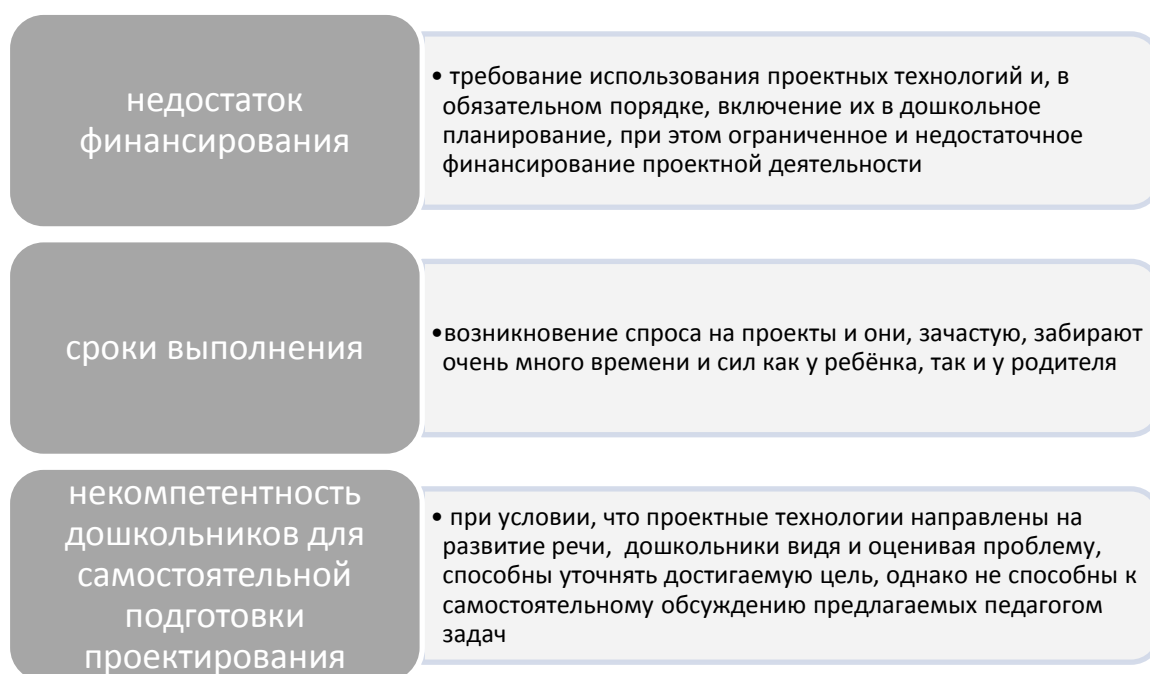 недостаток
финансирования
• требование использования проектных технологий и, в
обязательном порядке, включение их в дошкольное
планирование, при этом ограниченное и недостаточное
финансирование проектной деятельности
сроки выполнения
•возникновение спроса на проекты и они, зачастую, забирают
очень много времени и сил как у ребёнка, так и у родителя
некомпетентность
дошкольников для
самостоятельной
подготовки
проектирования
• при условии, что проектные технологии направлены на
развитие речи, дошкольники видя и оценивая проблему,
способны уточнять достигаемую цель, однако не способны к
самостоятельному обсуждению предлагаемых педагогом
задач